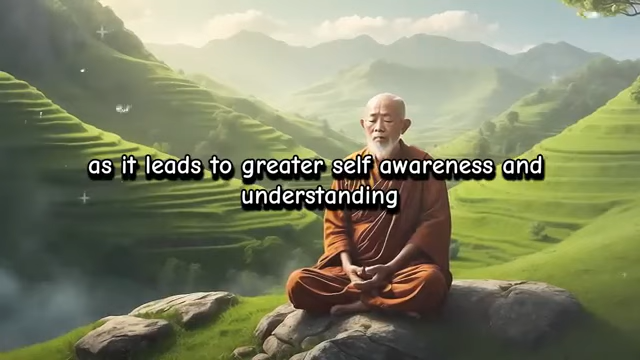 as it leads to greater self awareness and
understanding